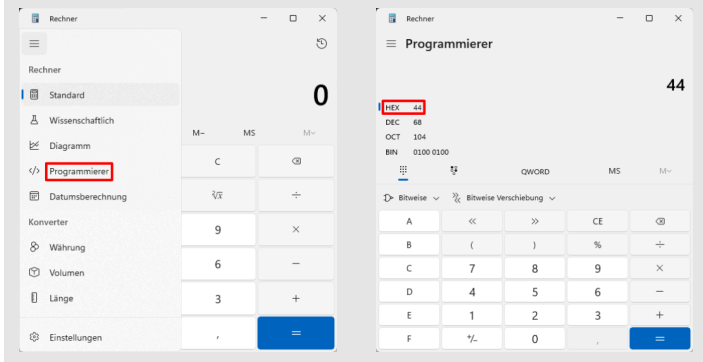 Rechner
Rechner
Standard
Wissenschaftlich
Diagramm
Programmierer
Datumsberechnung
Konverter
Währung
Volumen
Länge
Einstellungen
0
M− MS M˅
C
²√x ÷
9 ×
6 −
3 +
, =
Rechner
Programmierer
44
HEX 44
DEC 68
OCT 104
BIN 0100 0100
QWORD MS M˅
Bitweise Bitweise Verschiebung
A « » CE
B ( ) % ÷
C 7 8 9 ×
D 4 5 6 −
E 1 2 3 +
F +/− 0 , =